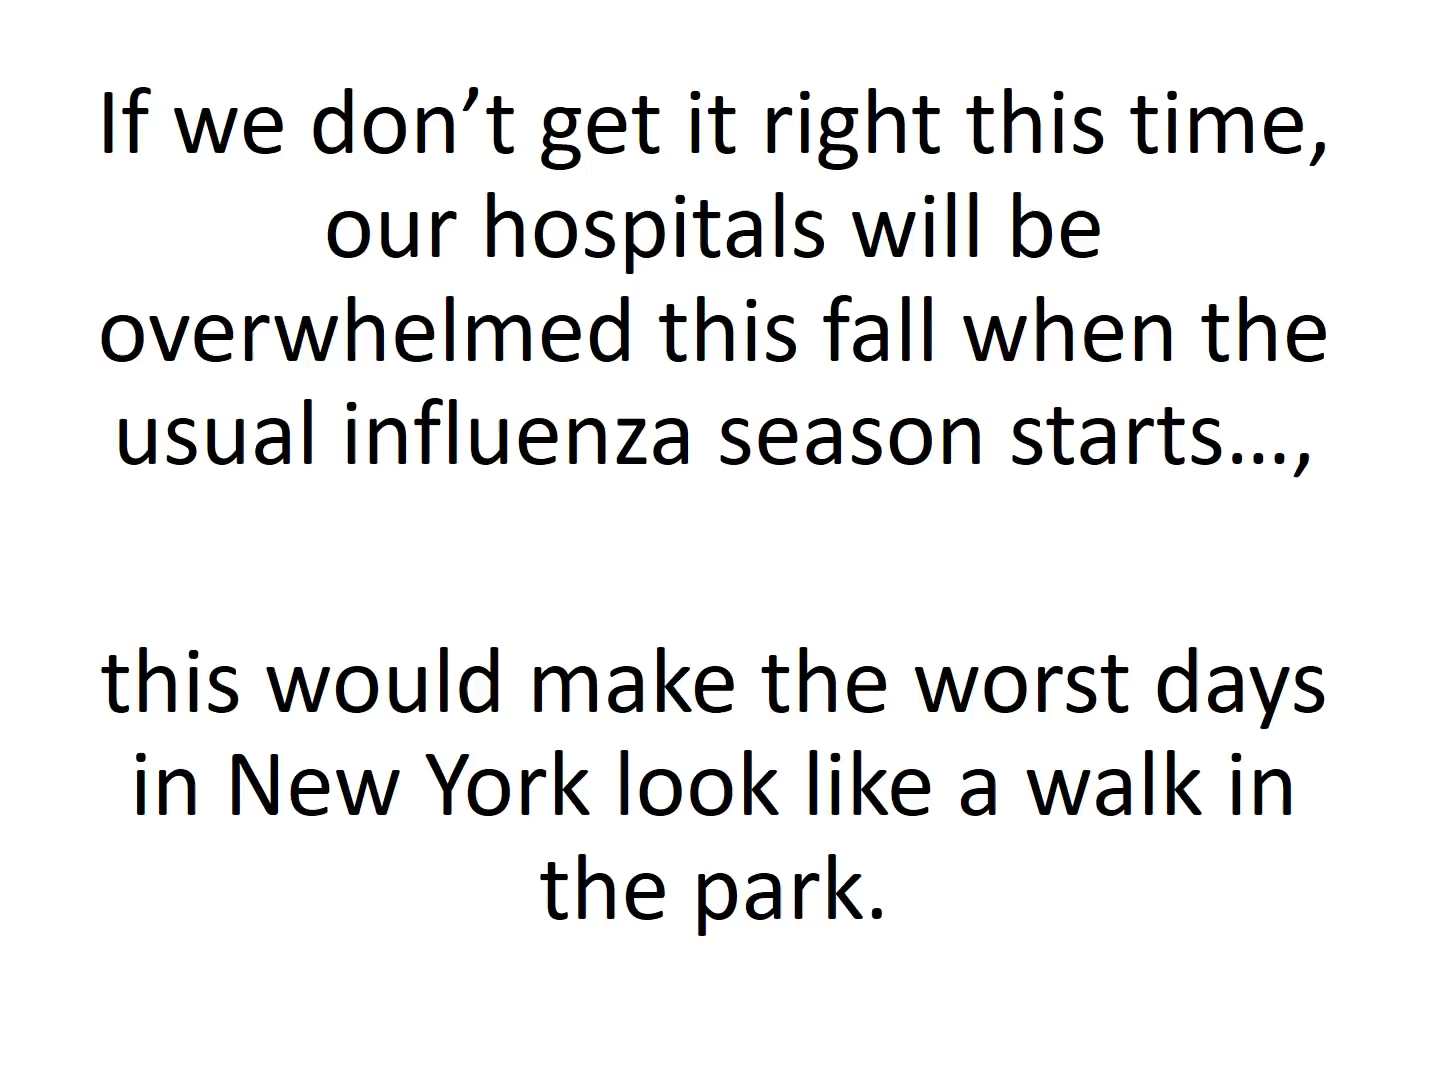 If we don’t get it right this time,
our hospitals will be
overwhelmed this fall when the
usual influenza season starts…,
this would make the worst days
in New York look like a walk in
the park.